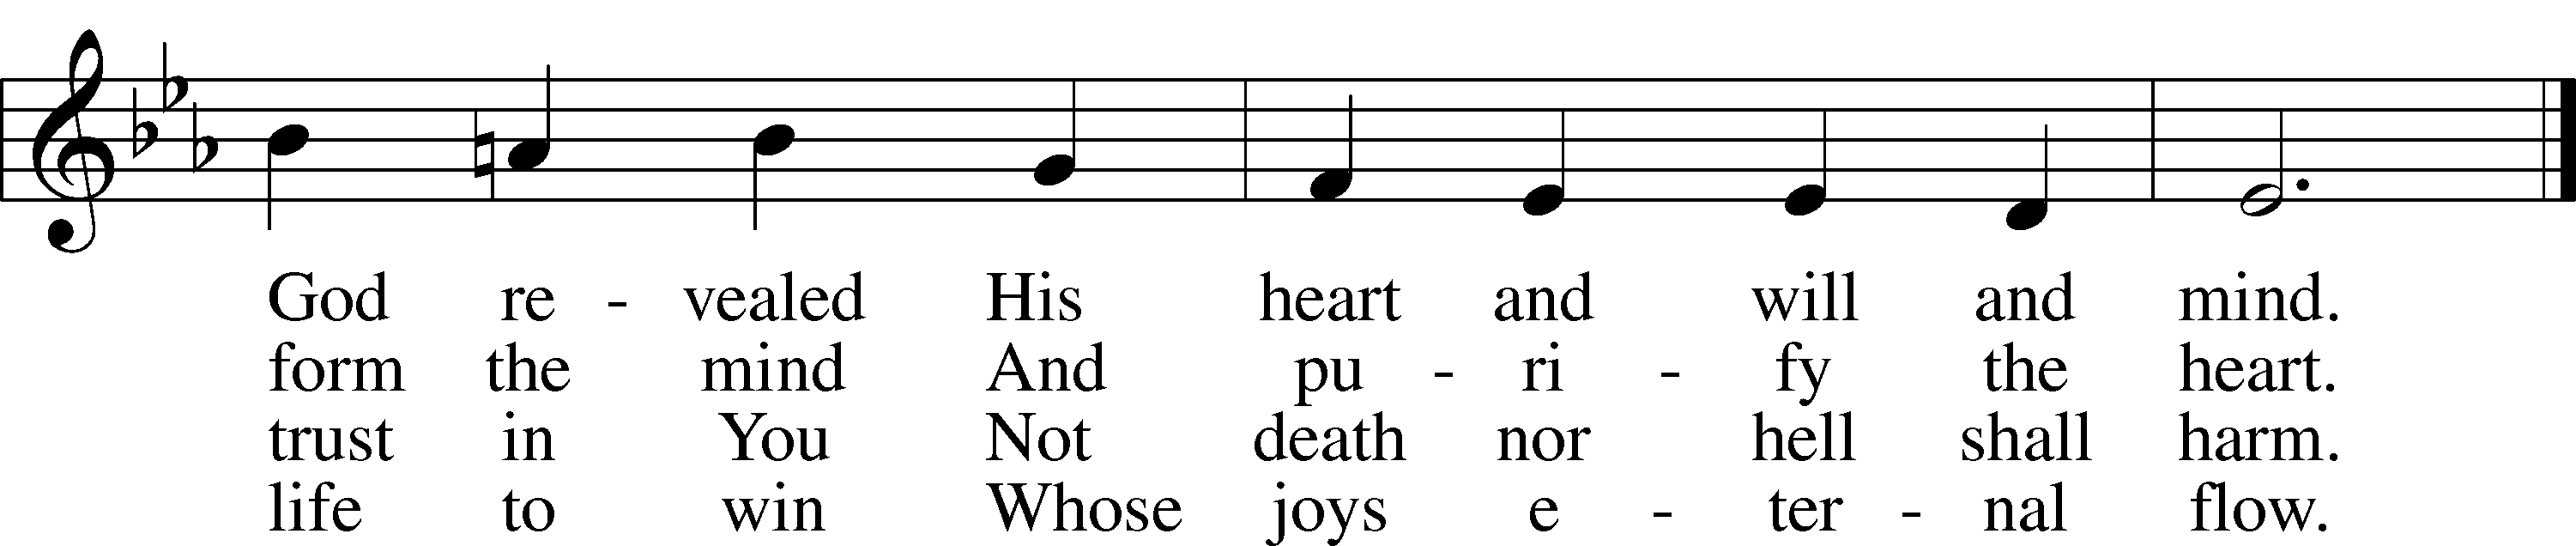 God re - vealed His heart and will and mind.
form the mind And pu - ri - fy the heart.
trust in You Not death nor hell shall harm.
life to win Whose joys e - ter - nal flow.